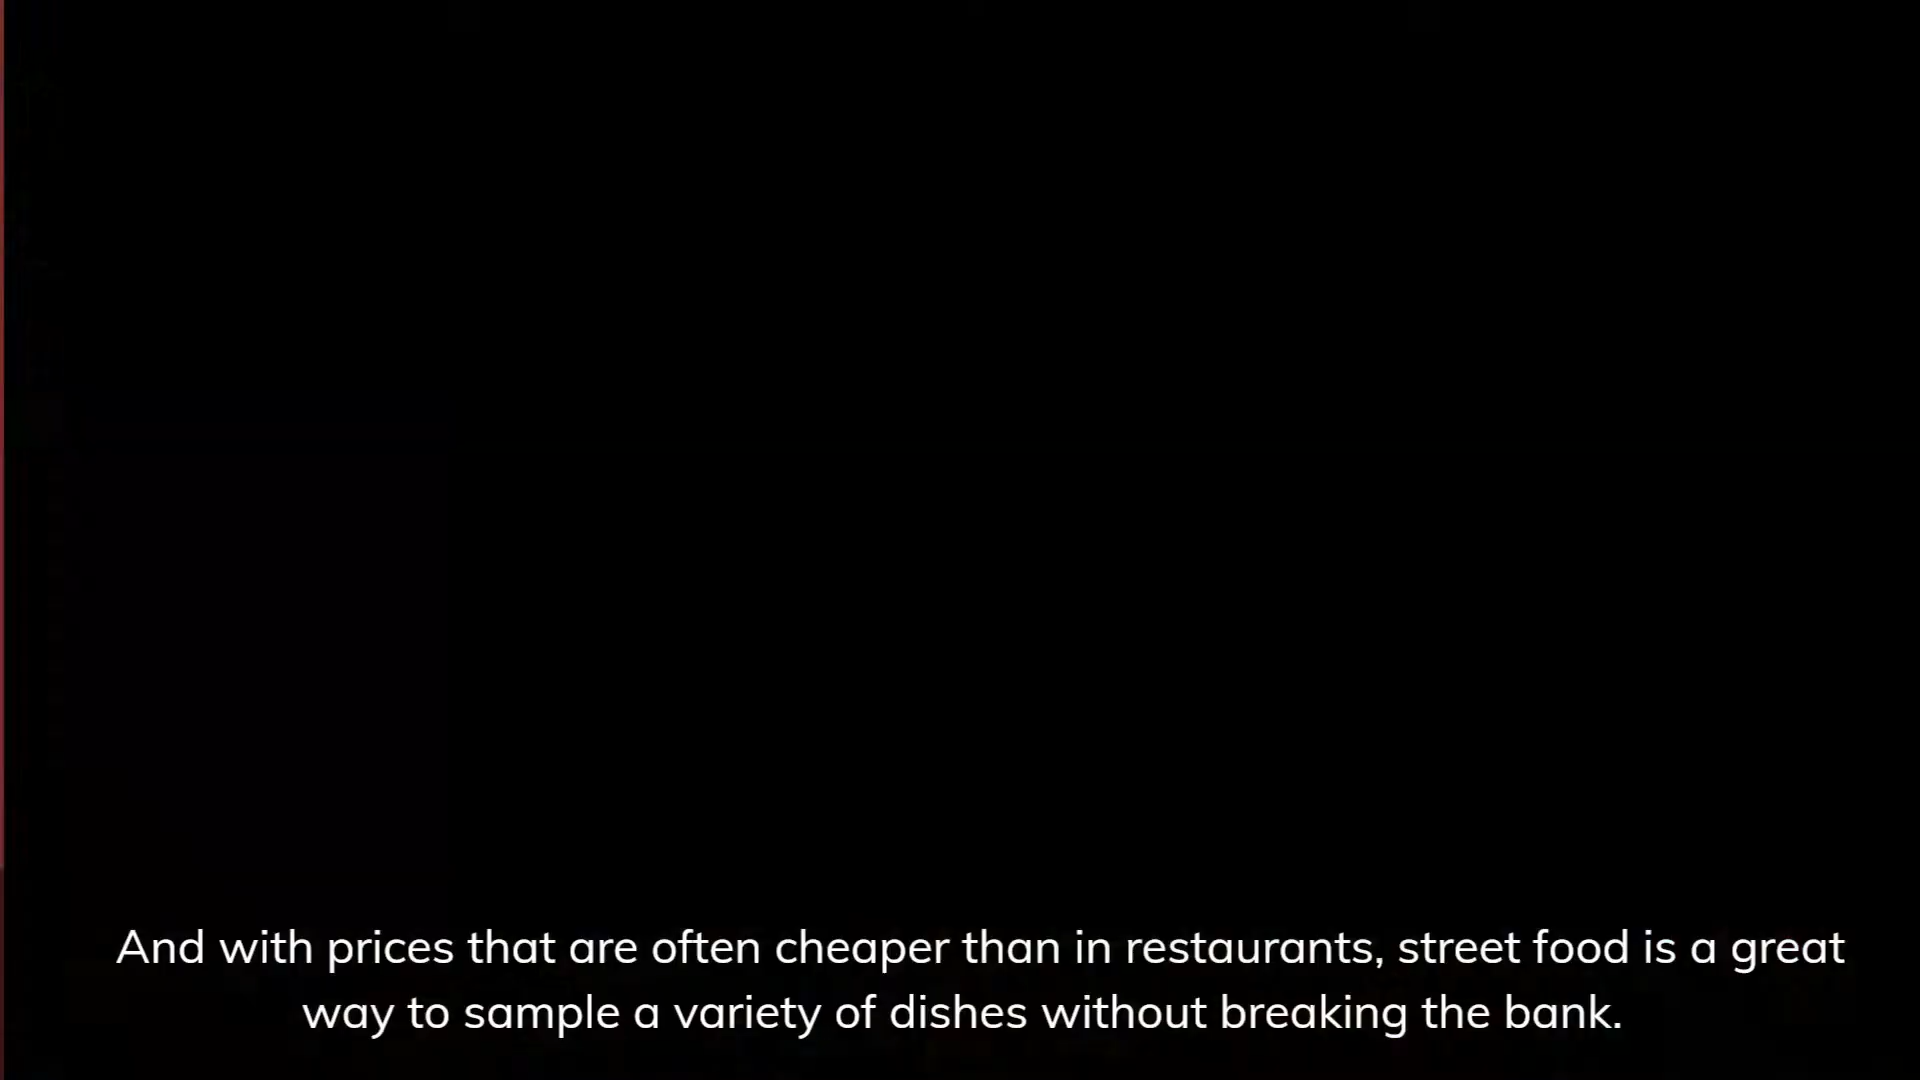 And with prices that are often cheaper than in restaurants, street food is a great
way to sample a variety of dishes without breaking the bank.